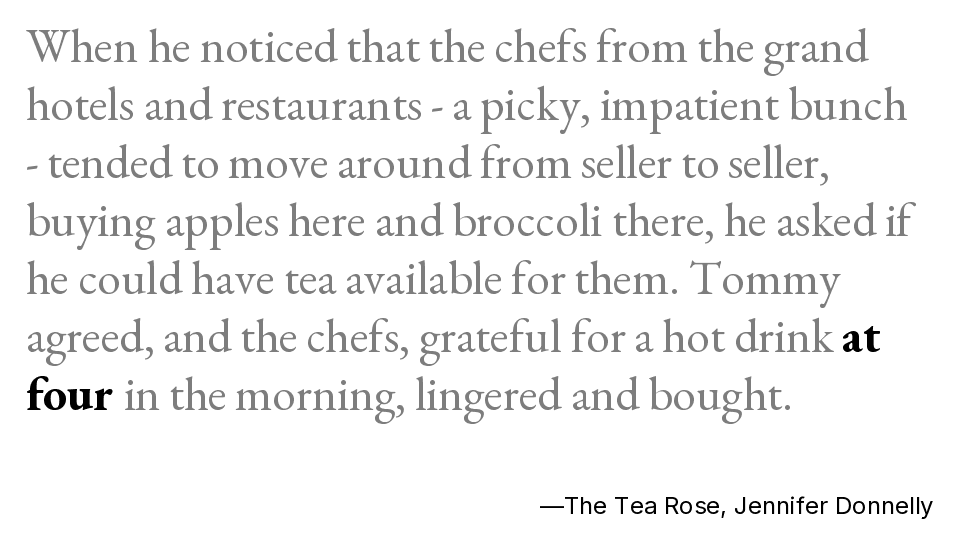 When he noticed that the chefs from the grand
hotels and restaurants - a picky, impatient bunch
- tended to move around from seller to seller,
buying apples here and broccoli there, he asked if
he could have tea available for them. Tommy
agreed, and the chefs, grateful for a hot drink at
four in the morning, lingered and bought.
—The Tea Rose, Jennifer Donnelly